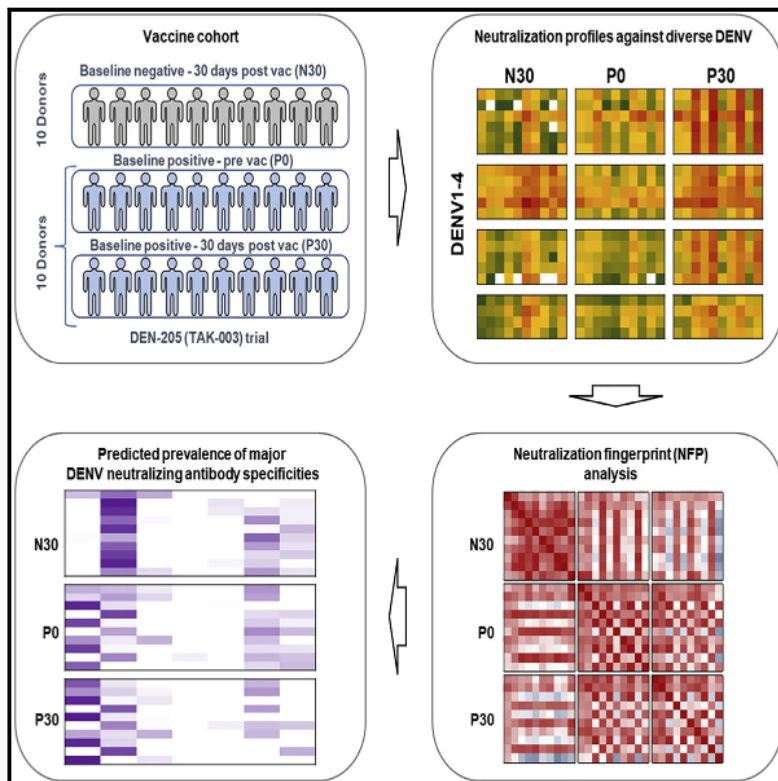 Vaccine cohort
Baseline negative - 30 days post vac (N30)
10 Donors
Baseline positive - pre vac (P0)
10 Donors
Baseline positive - 30 days post vac (P30)
DEN-205 (TAK-003) trial
Neutralization profiles against diverse DENV
N30 P0 P30
DENV1-4
Predicted prevalence of major
DENV neutralizing antibody specificities
N30
P0
P30
Neutralization fingerprint (NFP)
analysis
N30
P0
P30